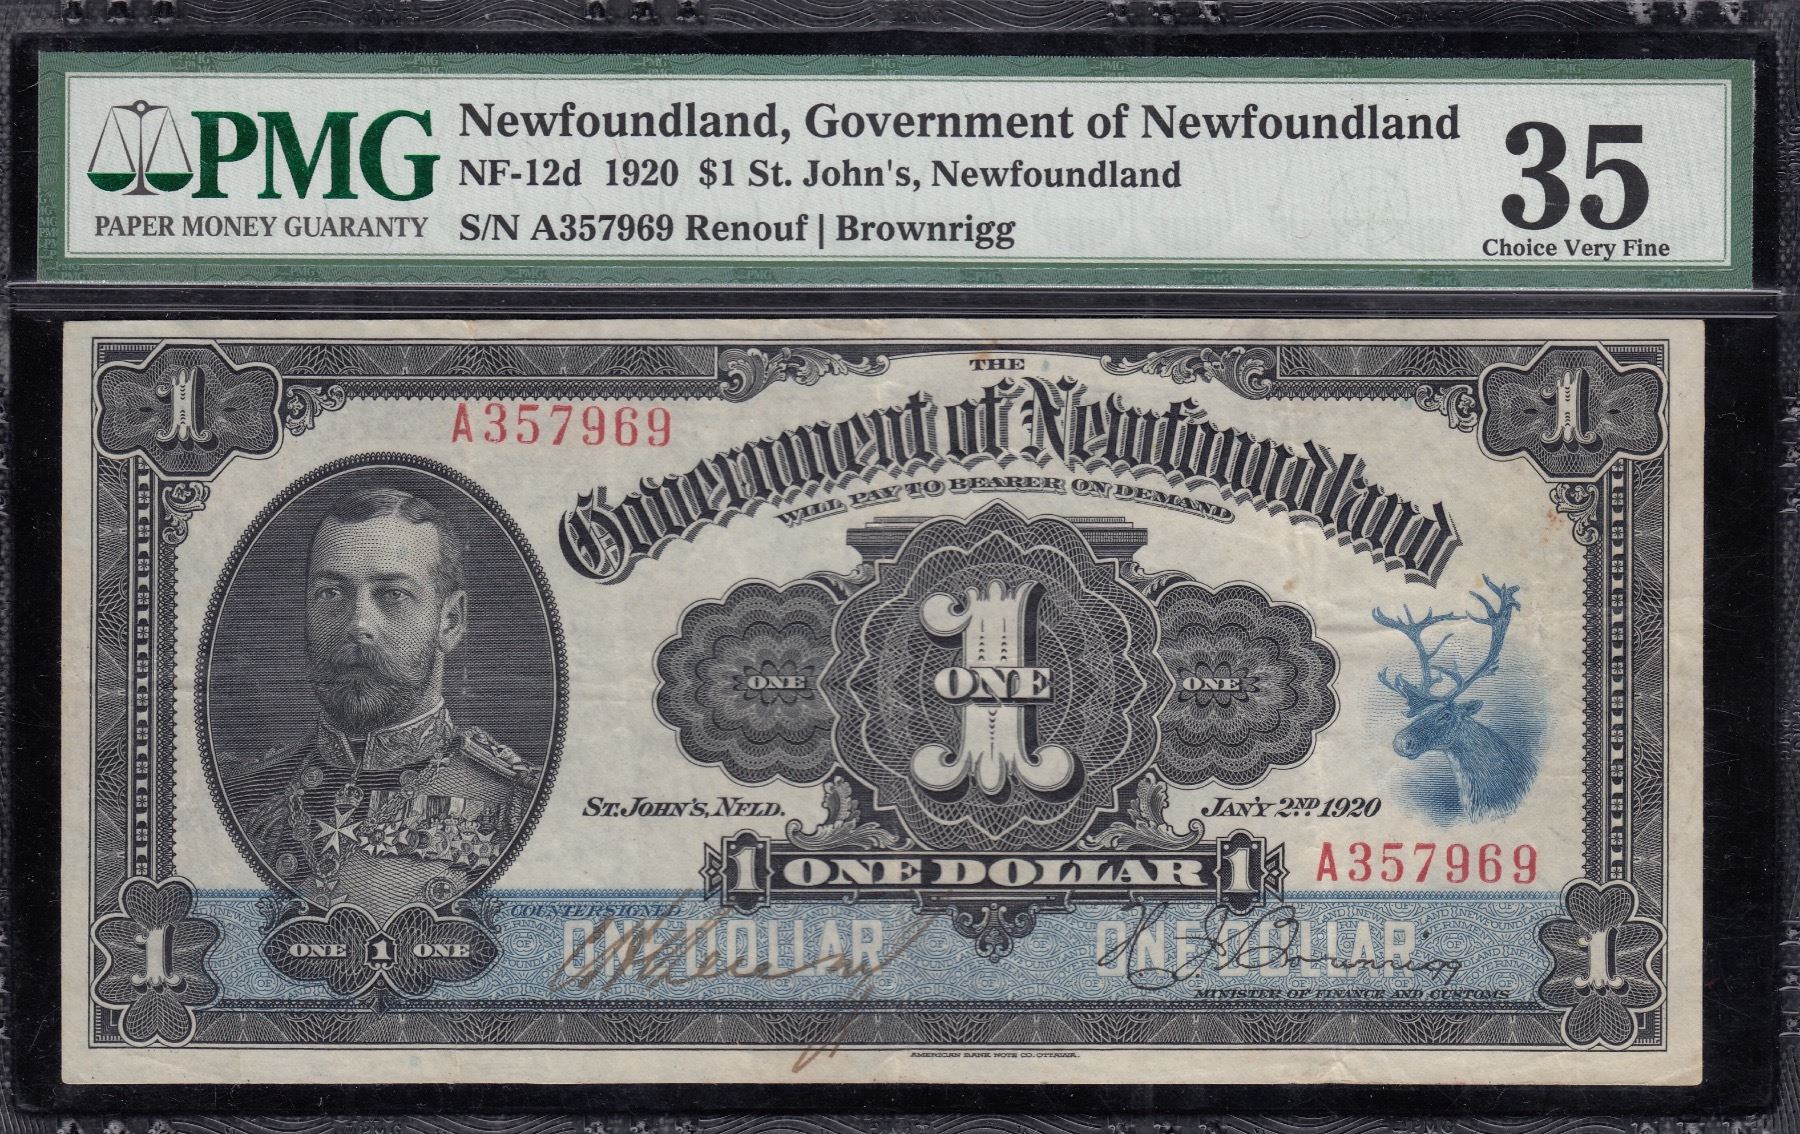 PMG
PAPER MONEY GUARANTY
Newfoundland, Government of Newfoundland
NF-12d 1920 $1 St. John's, Newfoundland
S/N A357969 Renouf | Brownrigg
35
Choice Very Fine
1
THE
1
A357969
Government of Newfoundland
WILL PAY TO BEARER ON DEMAND
1
ONE
ONE
ONE
ST. JOHN'S, NFLD.
JAN'Y 2ND 1920
A357969
1 ONE DOLLAR 1
COUNTERSIGNED
ONE DOLLAR
ONE DOLLAR
H J Brownrigg
1
ONE 1 ONE
1
MINISTER OF FINANCE AND CUSTOMS
AMERICAN BANK NOTE CO. OTTAWA.